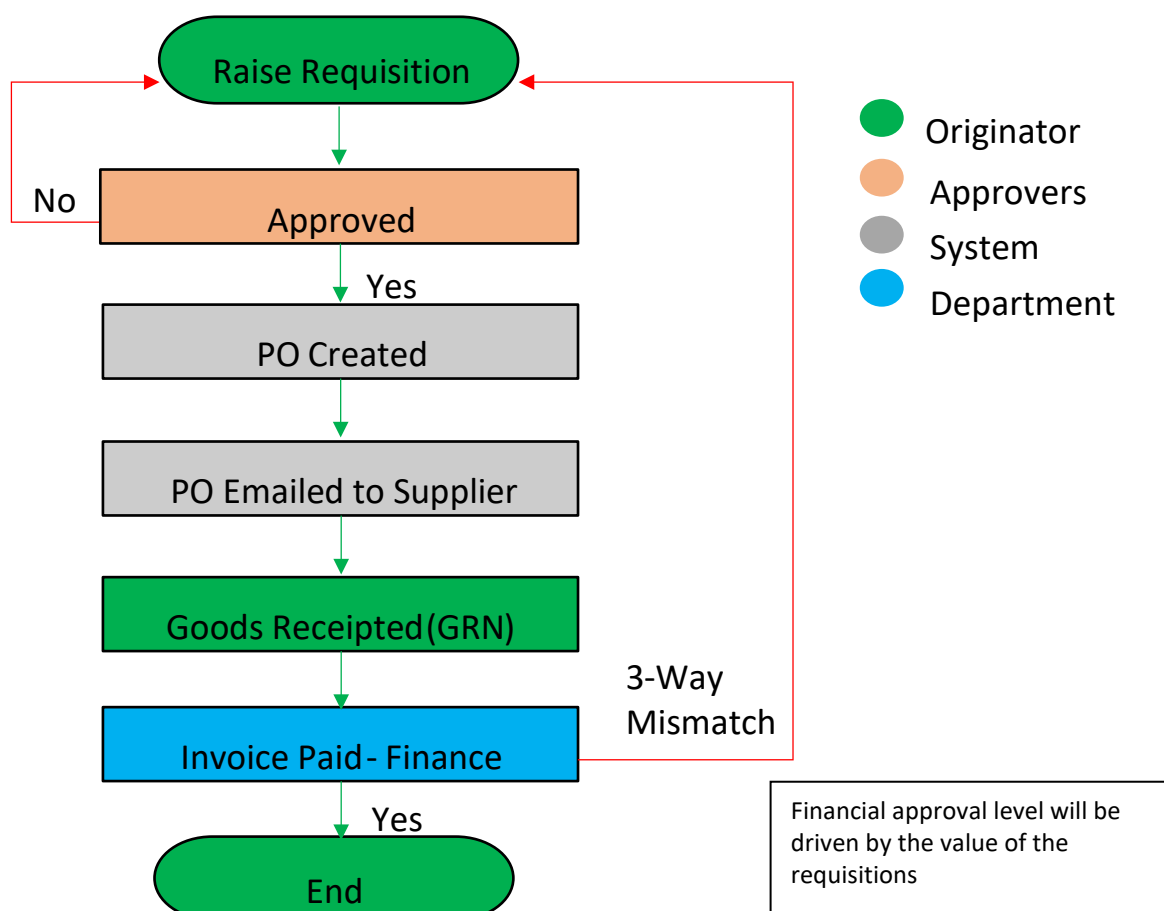 Raise Requisition
Originator
Approvers
System
Department
No
Approved
Yes
PO Created
PO Emailed to Supplier
Goods Receipted (GRN)
3-Way
Mismatch
Invoice Paid - Finance
Yes
End
Financial approval level will be
driven by the value of the
requisitions